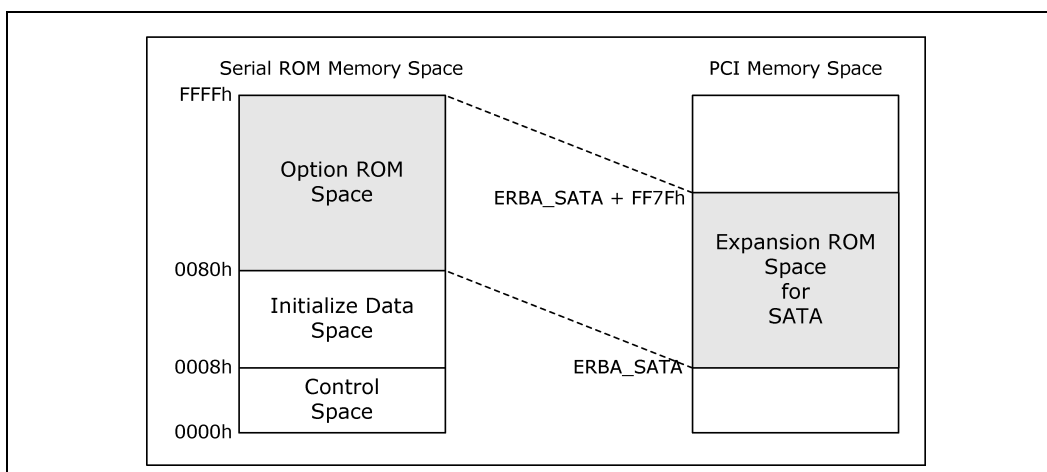 Serial ROM Memory Space
PCI Memory Space
FFFFh
Option ROM
Space
ERBA_SATA + FF7Fh
Expansion ROM
Space
for
SATA
0080h
Initialize Data
Space
0008h
ERBA_SATA
Control
Space
0000h